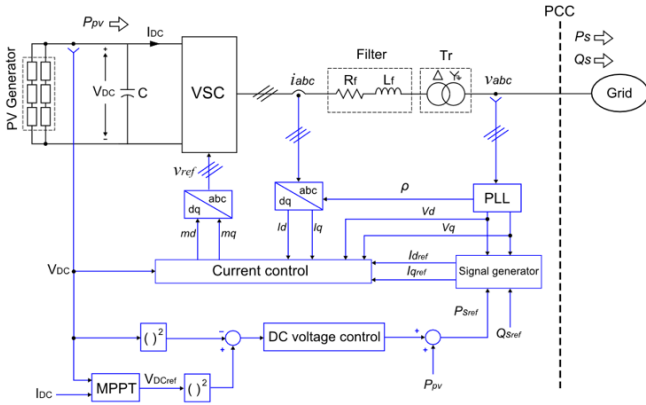 PCC
Ppv
IDC
Ps
Qs
PV Generator
VDC
+
-
C
VSC
iabc
Filter
Rf
Lf
Tr
Δ
Y
vabc
Grid
vref
abc
dq
abc
dq
ρ
PLL
md
mq
Id
Iq
Vd
Vq
VDC
Current control
Idref
Iqref
Signal generator
Psref
Qsref
( )²
-
+
DC voltage control
+
+
Ppv
IDC
MPPT
VDCref
( )²